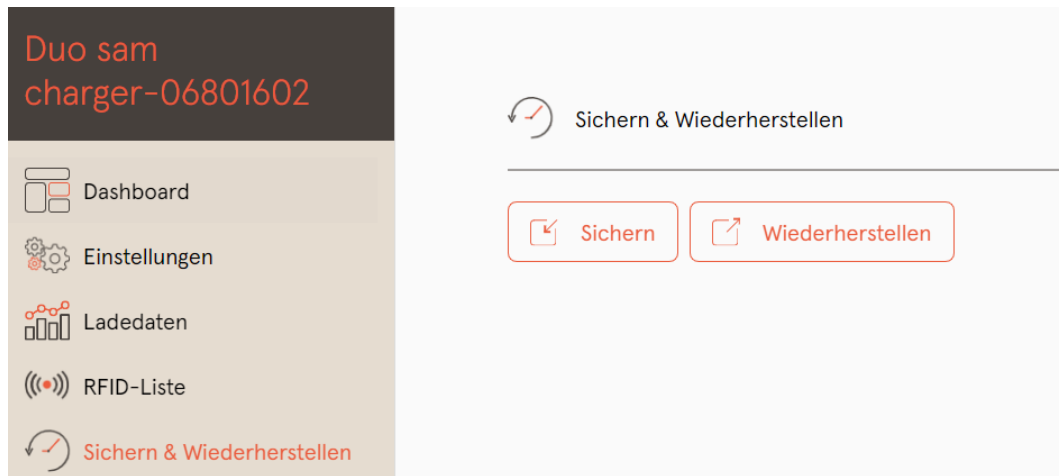 Duo sam
charger-06801602
Dashboard
Einstellungen
Ladedaten
RFID-Liste
Sichern & Wiederherstellen
Sichern & Wiederherstellen
Sichern
Wiederherstellen